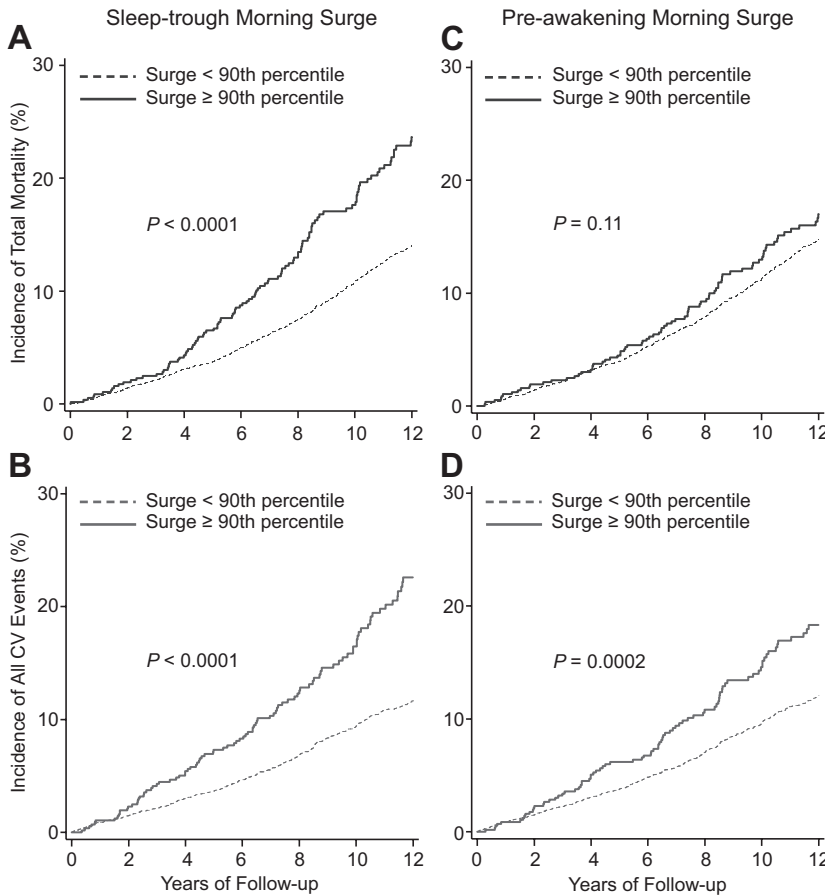 Sleep-trough Morning Surge
Pre-awakening Morning Surge
A
Surge < 90th percentile
Surge ≥ 90th percentile
P < 0.0001
Incidence of Total Mortality (%)
30
20
10
0
0 2 4 6 8 10 12
C
Surge < 90th percentile
Surge ≥ 90th percentile
P = 0.11
30
20
10
0
0 2 4 6 8 10 12
B
Surge < 90th percentile
Surge ≥ 90th percentile
P < 0.0001
Incidence of All CV Events (%)
30
20
10
0
0 2 4 6 8 10 12
Years of Follow-up
D
Surge < 90th percentile
Surge ≥ 90th percentile
P = 0.0002
30
20
10
0
0 2 4 6 8 10 12
Years of Follow-up